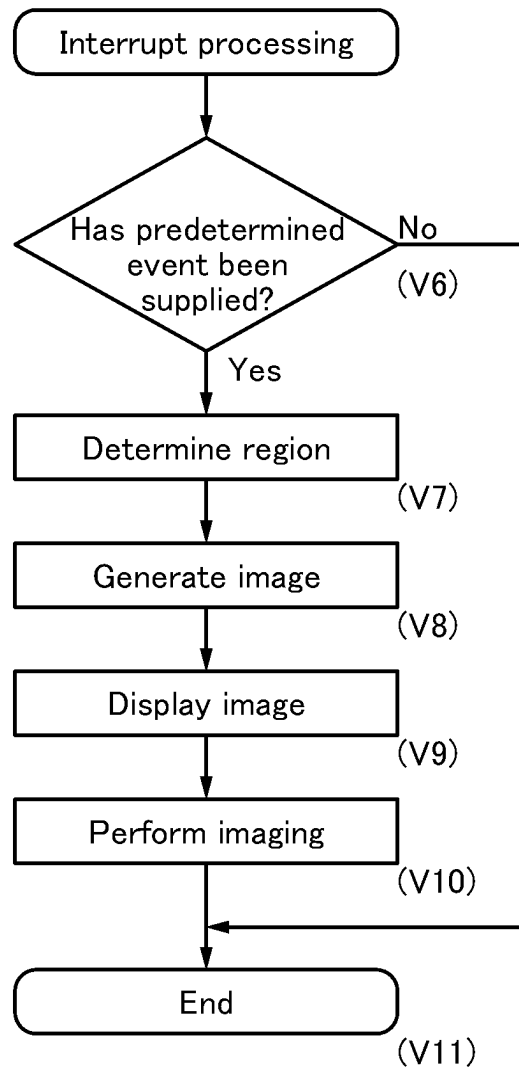 Interrupt processing
Has predetermined
event been
supplied?
No
(V6)
Yes
Determine region
(V7)
Generate image
(V8)
Display image
(V9)
Perform imaging
(V10)
End
(V11)